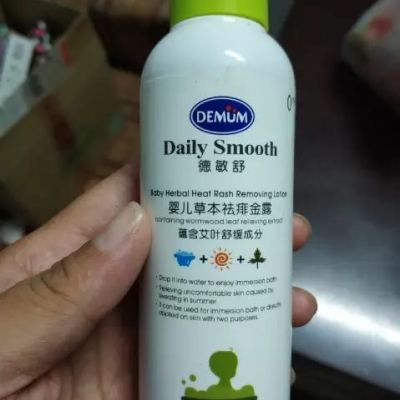 DEMUM
Daily Smooth
德敏舒
Baby Herbal Heat Rash Removing Lotion
婴儿草本祛痱金露
containing wormwood leaf relieving extract
蕴含艾叶舒缓成分
• Drop it into water to enjoy immersion bath
• Relieving uncomfortable skin caused by
sweating in summer
• It can be used for immersion bath or directly
applied on skin with two purposes.